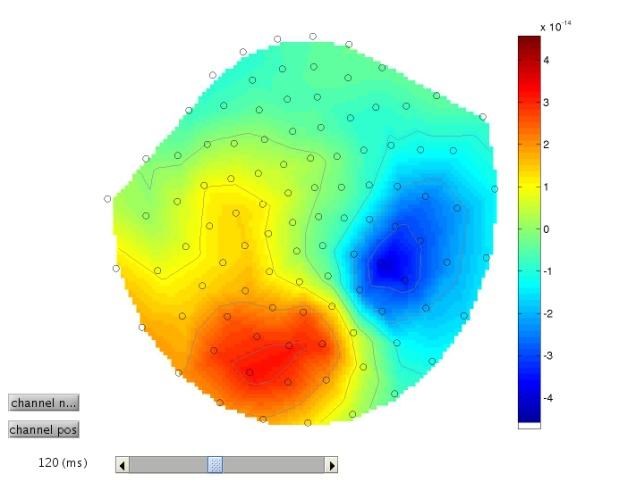 x 10⁻¹⁴
4
3
2
1
0
-1
-2
-3
-4
channel n...
channel pos
120 (ms)